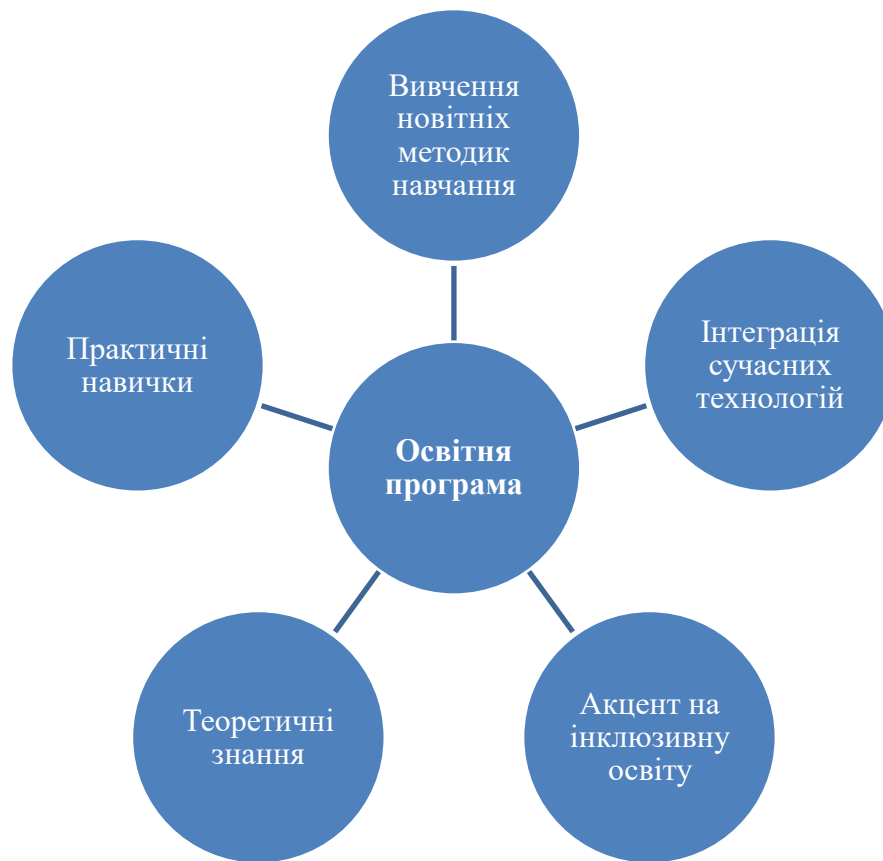 Вивчення
новітніх
методик
навчання
Інтеграція
сучасних
технологій
Акцент на
інклюзивну
освіту
Теоретичні
знання
Практичні
навички
Освітня
програма